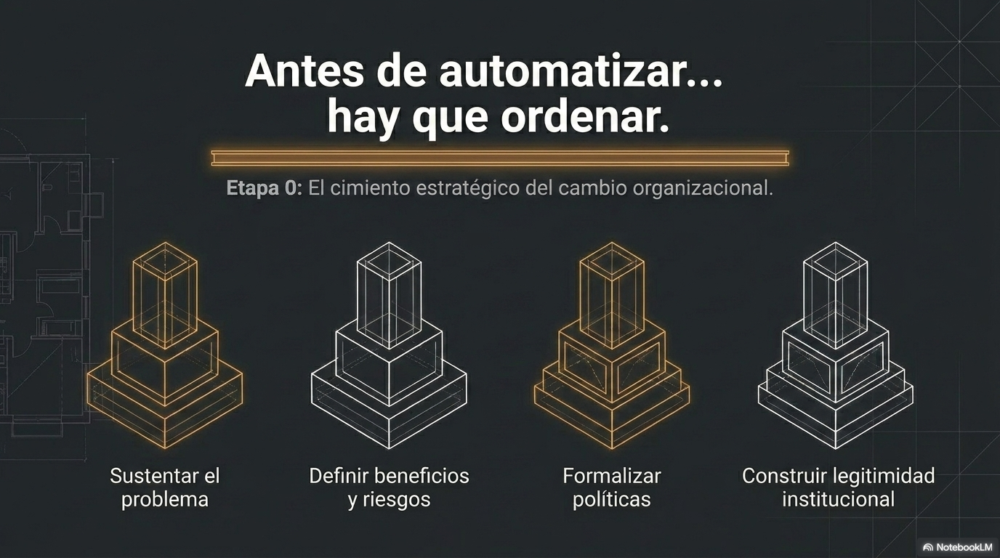 Antes de automatizar...
hay que ordenar.
Etapa 0: El cimiento estratégico del cambio organizacional.
Sustentar el
problema
Definir beneficios
y riesgos
Formalizar
políticas
Construir legitimidad
institucional
NotebookLM